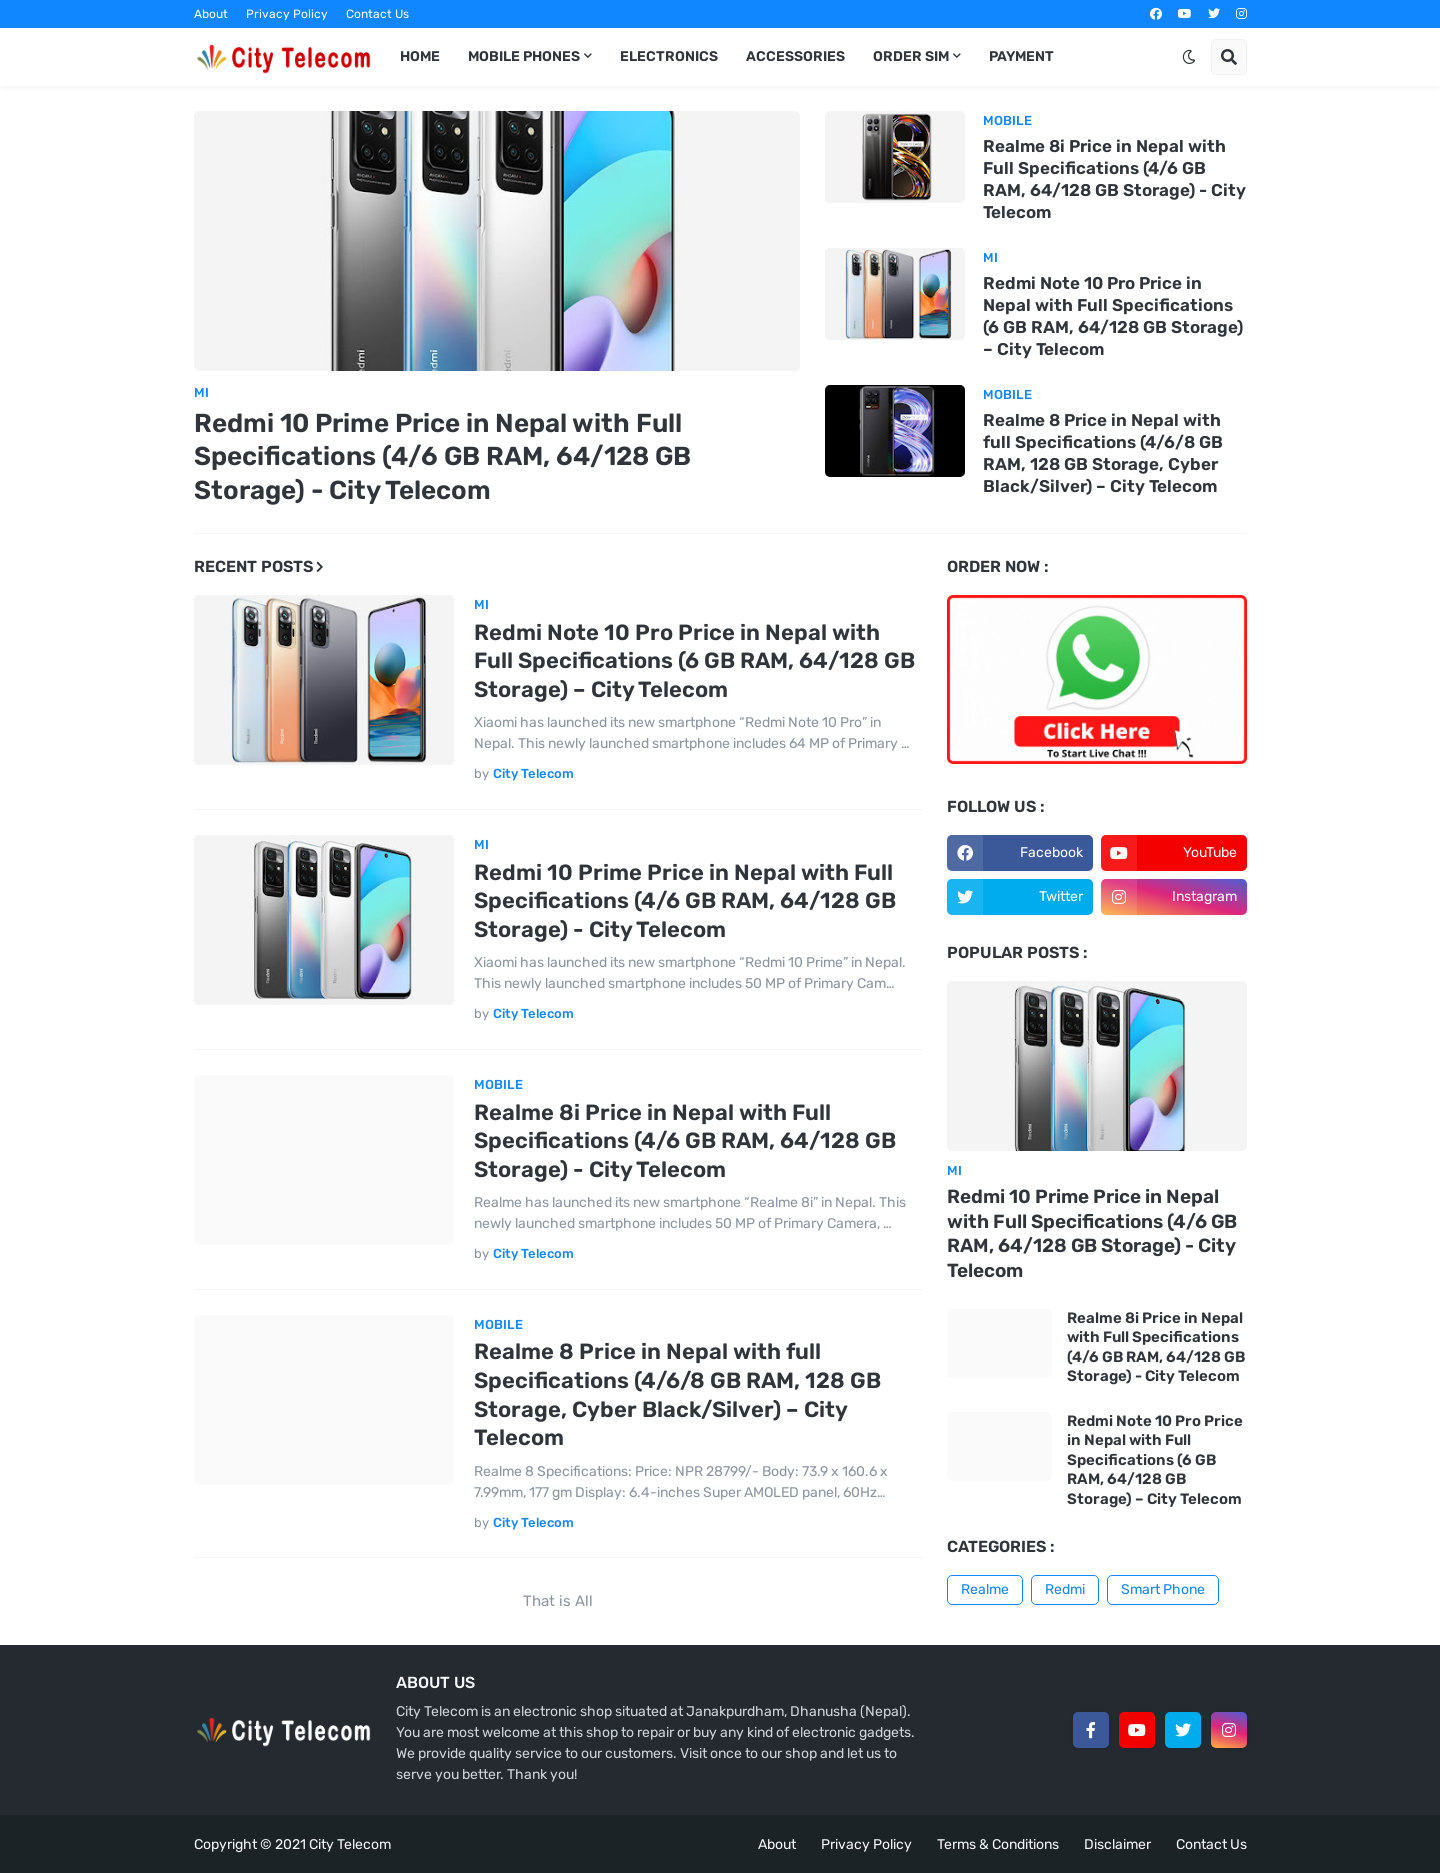 About Privacy Policy Contact Us
City Telecom
HOME MOBILE PHONES ELECTRONICS ACCESSORIES ORDER SIM PAYMENT
MI
Redmi 10 Prime Price in Nepal with Full
Specifications (4/6 GB RAM, 64/128 GB
Storage) - City Telecom
MOBILE
Realme 8i Price in Nepal with
Full Specifications (4/6 GB
RAM, 64/128 GB Storage) - City
Telecom
MI
Redmi Note 10 Pro Price in
Nepal with Full Specifications
(6 GB RAM, 64/128 GB Storage)
– City Telecom
MOBILE
Realme 8 Price in Nepal with
full Specifications (4/6/8 GB
RAM, 128 GB Storage, Cyber
Black/Silver) – City Telecom
RECENT POSTS
MI
Redmi Note 10 Pro Price in Nepal with
Full Specifications (6 GB RAM, 64/128 GB
Storage) – City Telecom
Xiaomi has launched its new smartphone “Redmi Note 10 Pro” in
Nepal. This newly launched smartphone includes 64 MP of Primary …
by City Telecom
MI
Redmi 10 Prime Price in Nepal with Full
Specifications (4/6 GB RAM, 64/128 GB
Storage) - City Telecom
Xiaomi has launched its new smartphone “Redmi 10 Prime” in Nepal.
This newly launched smartphone includes 50 MP of Primary Cam…
by City Telecom
MOBILE
Realme 8i Price in Nepal with Full
Specifications (4/6 GB RAM, 64/128 GB
Storage) - City Telecom
Realme has launched its new smartphone “Realme 8i” in Nepal. This
newly launched smartphone includes 50 MP of Primary Camera, …
by City Telecom
MOBILE
Realme 8 Price in Nepal with full
Specifications (4/6/8 GB RAM, 128 GB
Storage, Cyber Black/Silver) – City
Telecom
Realme 8 Specifications: Price: NPR 28799/- Body: 73.9 x 160.6 x
7.99mm, 177 gm Display: 6.4-inches Super AMOLED panel, 60Hz…
by City Telecom
That is All
ORDER NOW :
Click Here
To Start Live Chat !!!
FOLLOW US :
Facebook YouTube
Twitter Instagram
POPULAR POSTS :
MI
Redmi 10 Prime Price in Nepal
with Full Specifications (4/6 GB
RAM, 64/128 GB Storage) - City
Telecom
Realme 8i Price in Nepal
with Full Specifications
(4/6 GB RAM, 64/128 GB
Storage) - City Telecom
Redmi Note 10 Pro Price
in Nepal with Full
Specifications (6 GB
RAM, 64/128 GB
Storage) – City Telecom
CATEGORIES :
Realme Redmi Smart Phone
City Telecom
ABOUT US
City Telecom is an electronic shop situated at Janakpurdham, Dhanusha (Nepal).
You are most welcome at this shop to repair or buy any kind of electronic gadgets.
We provide quality service to our customers. Visit once to our shop and let us to
serve you better. Thank you!
Copyright © 2021 City Telecom
About Privacy Policy Terms & Conditions Disclaimer Contact Us